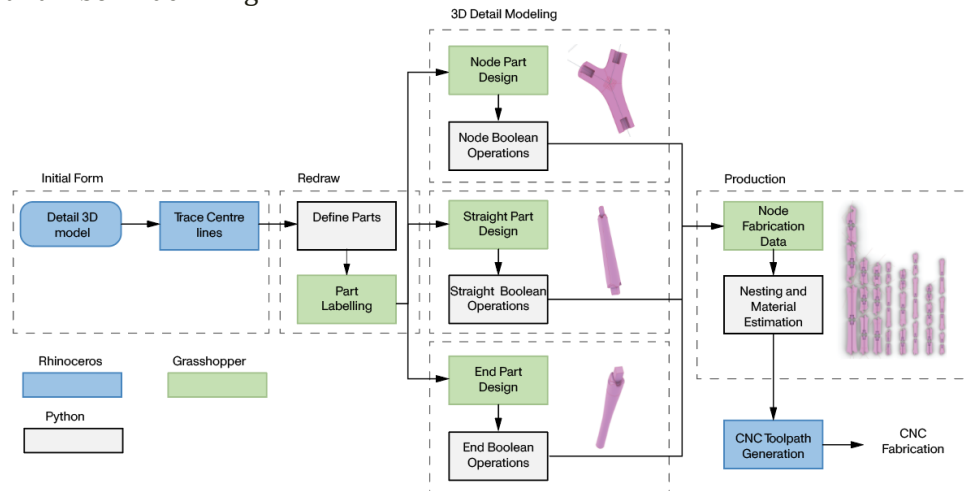 3D Detail Modeling
Node Part
Design
Node Boolean
Operations
Initial Form
Detail 3D
model
Trace Centre
lines
Redraw
Define Parts
Part
Labelling
Straight Part
Design
Straight Boolean
Operations
End Part
Design
End Boolean
Operations
Production
Node
Fabrication
Data
Nesting and
Material
Estimation
CNC Toolpath
Generation
CNC
Fabrication
Rhinoceros
Grasshopper
Python